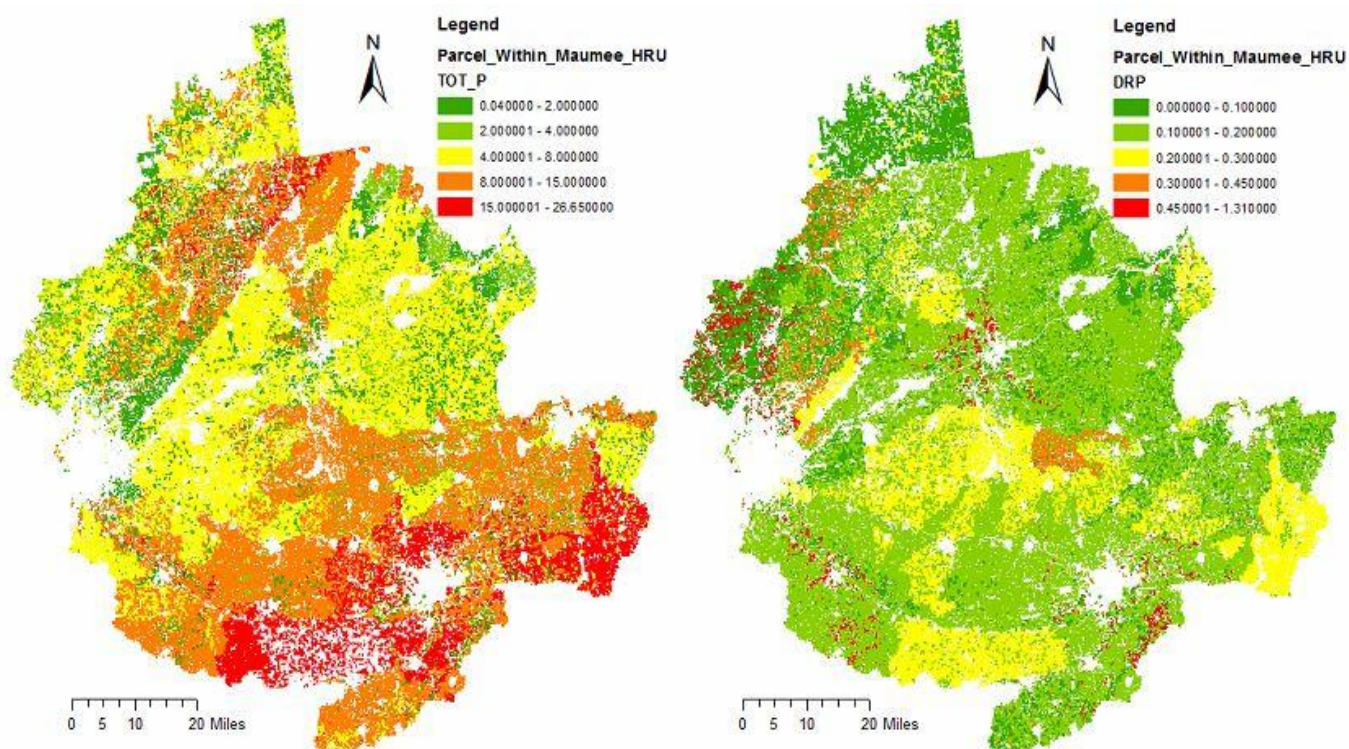 Legend
Parcel_Within_Maumee_HRU
TOT_P
0.040000 - 2.000000
2.000001 - 4.000000
4.000001 - 8.000000
8.000001 - 15.000000
15.000001 - 26.650000
N
0 5 10 20 Miles
Legend
Parcel_Within_Maumee_HRU
DRP
0.000000 - 0.100000
0.100001 - 0.200000
0.200001 - 0.300000
0.300001 - 0.450000
0.45001 - 1.310000
N
0 5 10 20 Miles